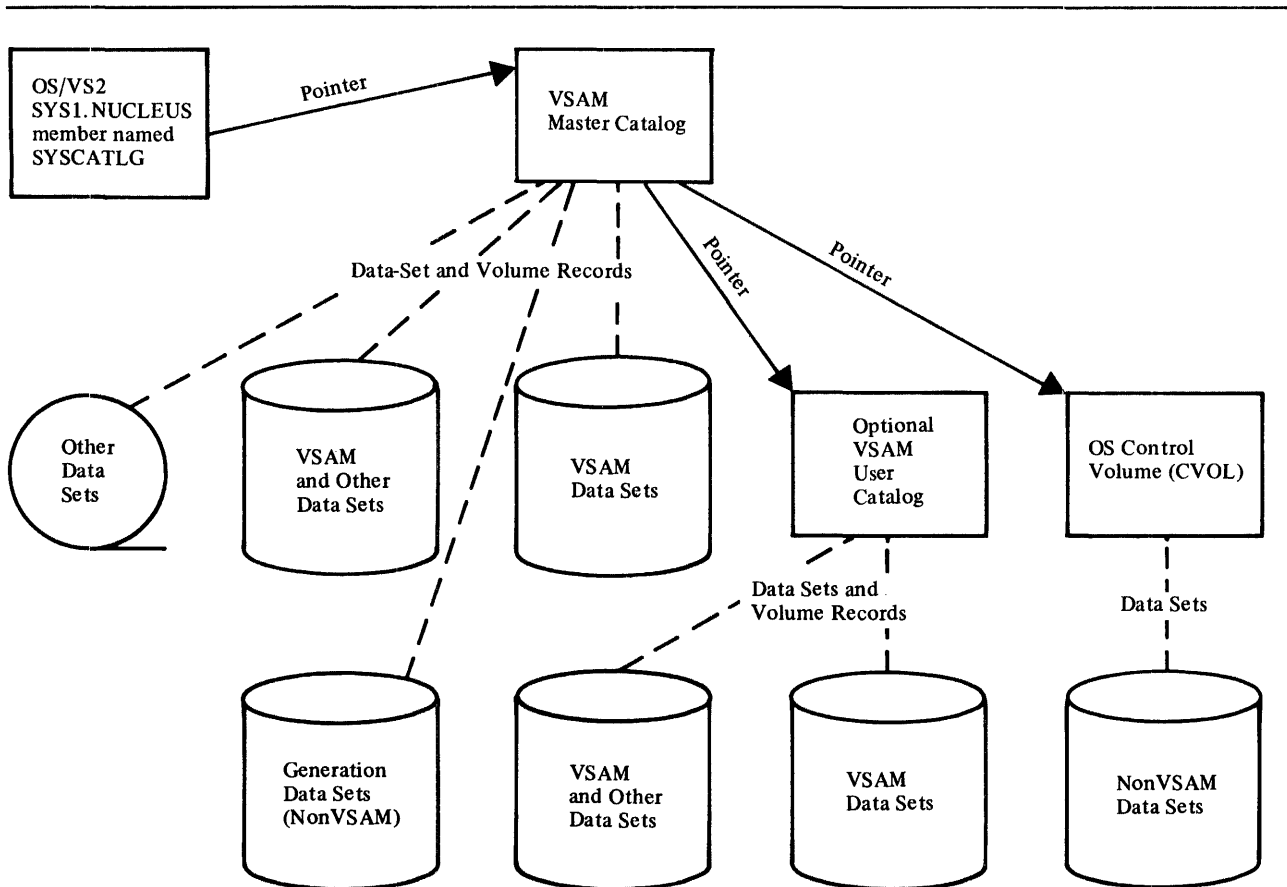 OS/VS2
SYS1.NUCLEUS
member named
SYSCATLG
Pointer
VSAM
Master Catalog
Data-Set and Volume Records
Pointer
Pointer
Other
Data
Sets
VSAM
and Other
Data Sets
VSAM
Data Sets
Optional
VSAM
User
Catalog
OS Control
Volume (CVOL)
Data Sets and
Volume Records
Data Sets
Generation
Data Sets
(NonVSAM)
VSAM
and Other
Data Sets
VSAM
Data Sets
NonVSAM
Data Sets